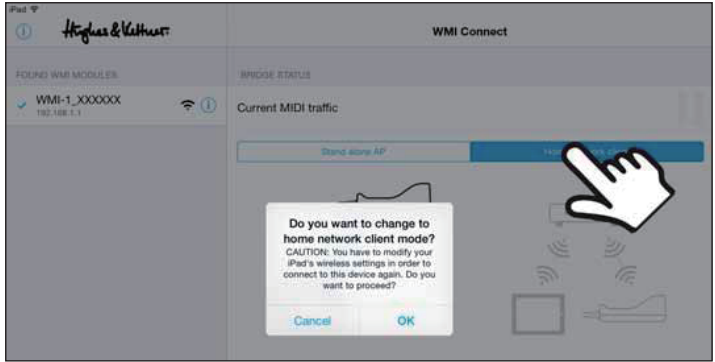 iPad
Hughes & Kettner
WMI Connect
FOUND WMI MODULES
BRIDGE STATUS
WMI-1_XXXXXX
192.168.1.1
Current MIDI traffic
Stand alone AP
Do you want to change to
home network client mode?
CAUTION: You have to modify your
iPad's wireless settings in order to
connect to this device again. Do you
want to proceed?
Cancel
OK